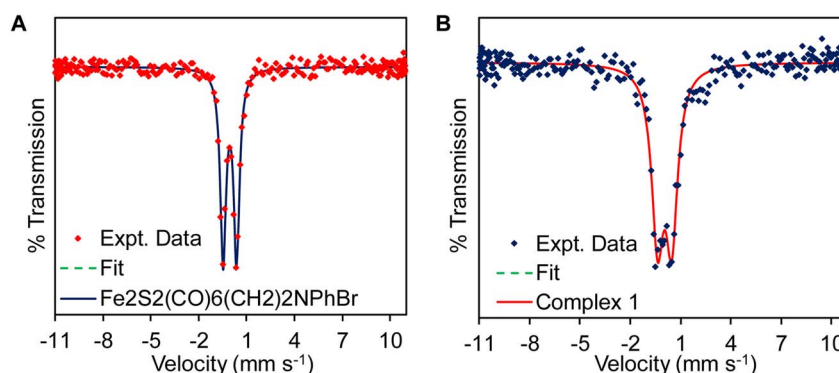 A
% Transmission
Expt. Data
Fit
Fe2S2(CO)6(CH2)2NPhBr
-11 -8 -5 -2 1 4 7 10
Velocity (mm s-1)
B
% Transmission
Expt. Data
Fit
Complex 1
-11 -8 -5 -2 1 4 7 10
Velocity (mm s-1)